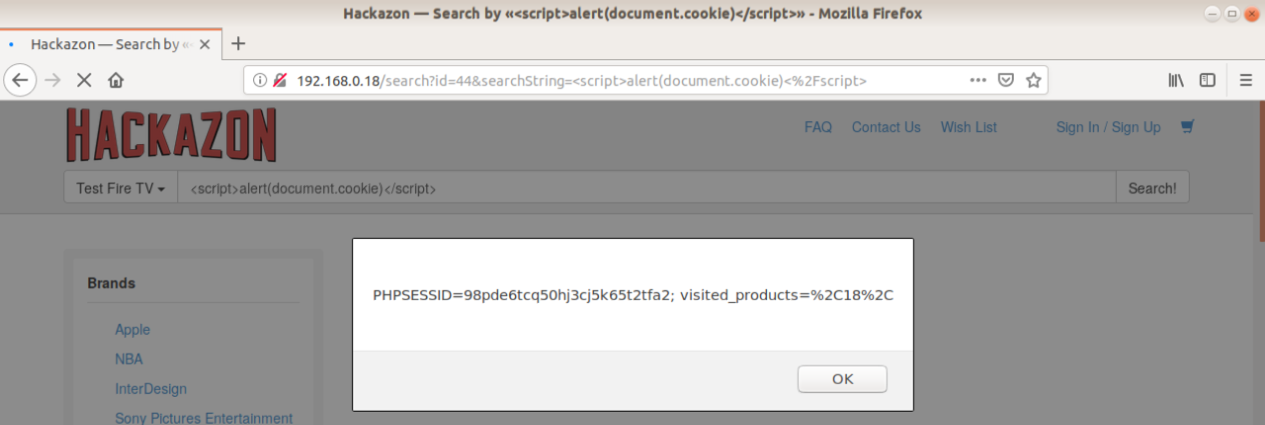 Hackazon — Search by «<script>alert(document.cookie)</script>» - Mozilla Firefox
Hackazon — Search by «
192.168.0.18/search?id=44&searchString=<script>alert(document.cookie)<%2Fscript>
HACKAZON
FAQ Contact Us Wish List Sign In / Sign Up
Test Fire TV <script>alert(document.cookie)</script> Search!
Brands
PHPSESSID=98pde6tcq50hj3cj5k65t2tfa2; visited_products=%2C18%2C
Apple
NBA
OK
InterDesign
Sony Pictures Entertainment